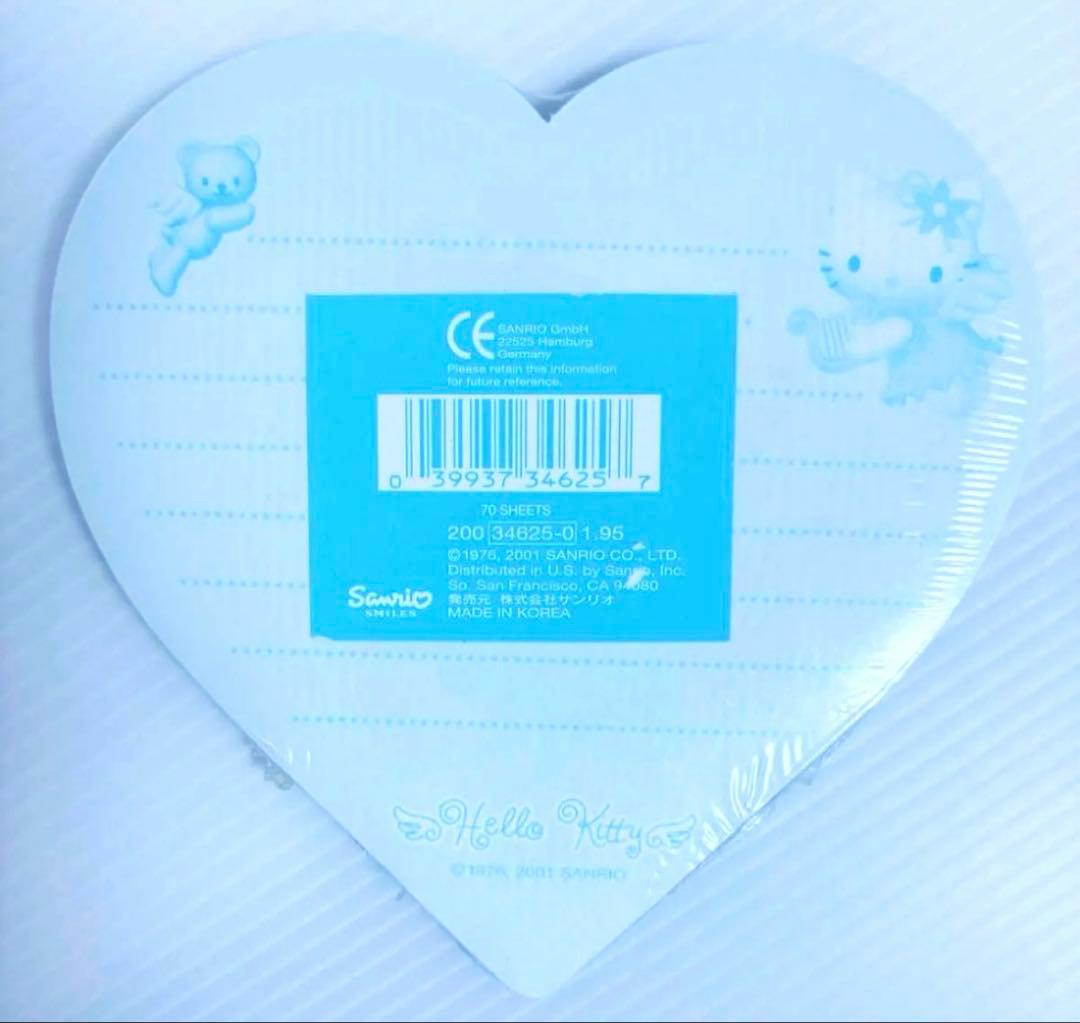 CE SANRIO GmbH
22525 Hamburg
Germany
Please retain this information
for future reference.
0 39937 34625 7
70 SHEETS
200 34625-0 1.95
©1976, 2001 SANRIO CO., LTD.
Distributed in U.S. by Sanrio, Inc.
So. San Francisco, CA 94080
発売元 株式会社サンリオ
MADE IN KOREA
Sanrio
SMILES
Hello Kitty
©1976, 2001 SANRIO